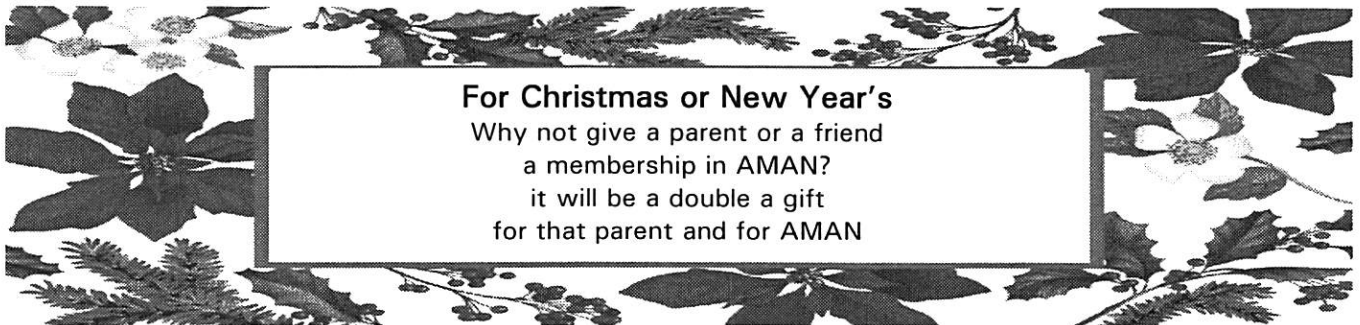 For Christmas or New Year's
Why not give a parent or a friend
a membership in AMAN?
it will be a double a gift
for that parent and for AMAN